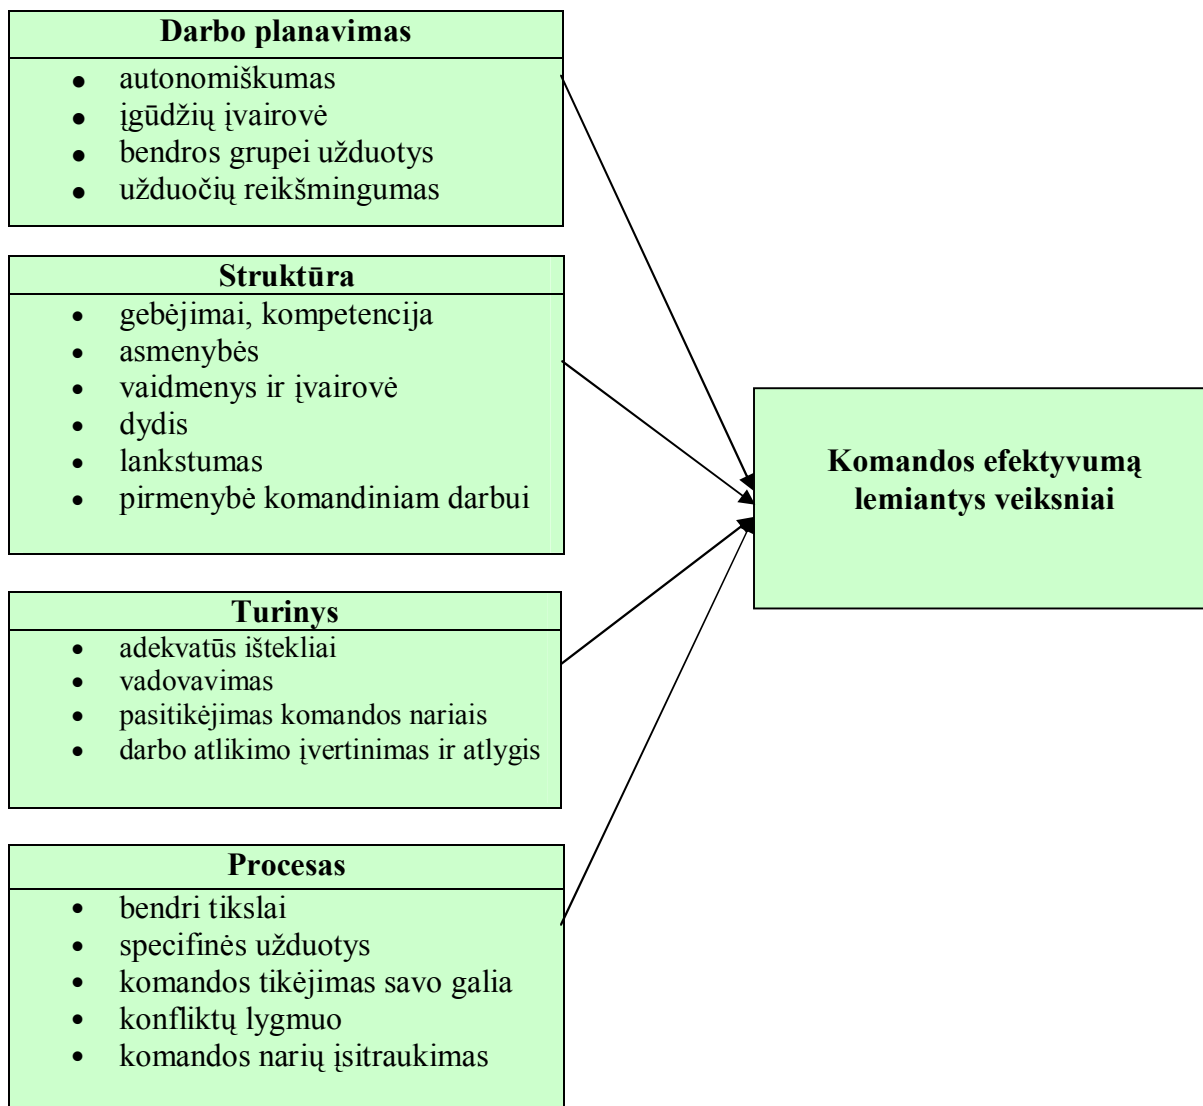 Darbo planavimas
• autonomiškumas
• įgūdžių įvairovė
• bendros grupei užduotys
• užduočių reikšmingumas
Struktūra
• gebėjimai, kompetencija
• asmenybės
• vaidmenys ir įvairovė
• dydis
• lankstumas
• pirmenybė komandiniam darbui
Turinys
• adekvatūs ištekliai
• vadovavimas
• pasitikėjimas komandos nariais
• darbo atlikimo įvertinimas ir atlygis
Procesas
• bendri tikslai
• specifinės užduotys
• komandos tikėjimas savo galia
• konfliktų lygmuo
• komandos narių įsitraukimas
Komandos efektyvumą
lemiantys veiksniai